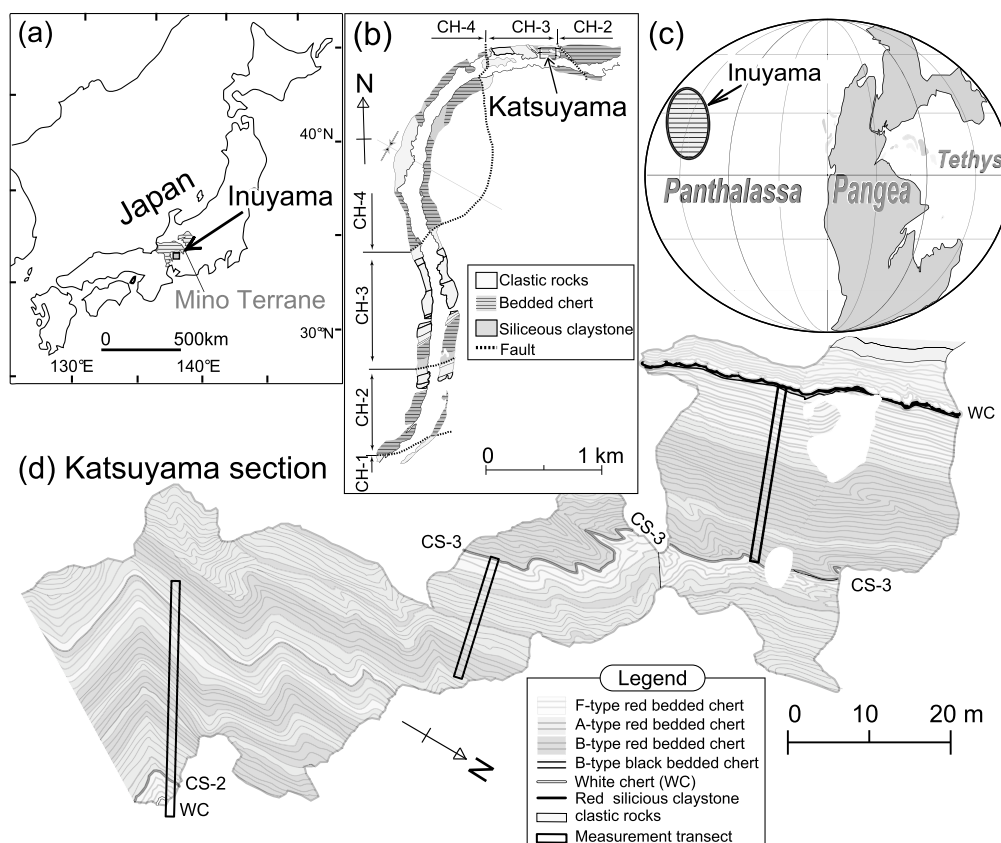 (a)
40°N
Japan
Inuyama
Mino Terrane
0 500km
30°N
130°E 140°E
(b)
CH-4 CH-3 CH-2
N
Katsuyama
CH-4
CH-3
CH-2
CH-1
Clastic rocks
Bedded chert
Siliceous claystone
Fault
0 1 km
(c)
Inuyama
Tethys
Panthalassa
Pangea
(d) Katsuyama section
WC
CS-3
CS-3
CS-3
CS-2
WC
N
Legend
F-type red bedded chert
A-type red bedded chert
B-type red bedded chert
B-type black bedded chert
White chert (WC)
Red silicious claystone
clastic rocks
Measurement transect
0 10 20 m